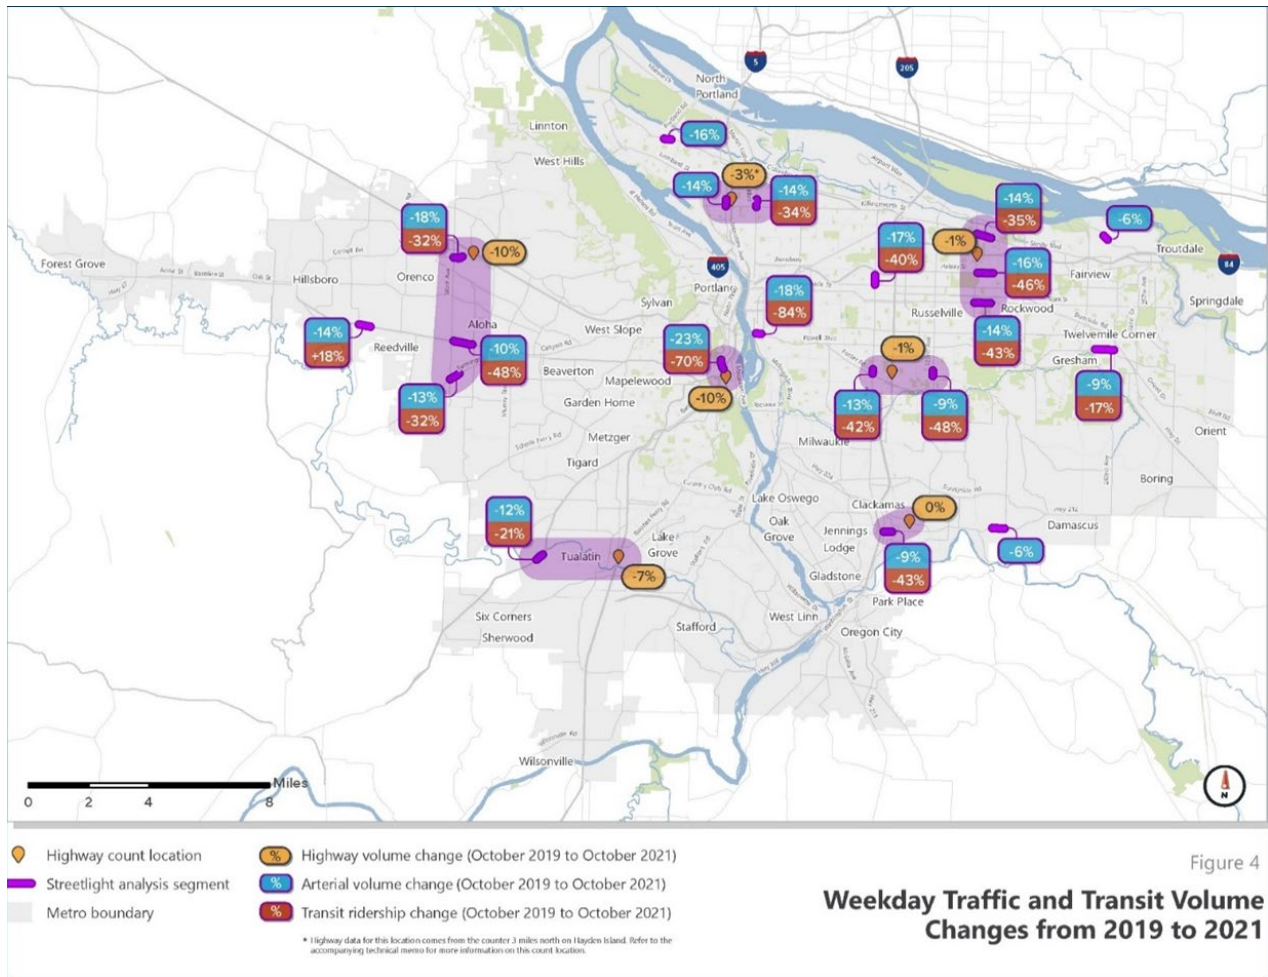 5
205
North
Portland
Linnton
-16%
West Hills
-3%*
-14%
-14%
-34%
-14%
-35%
-18%
-32%
-17%
-40%
-1%
-6%
Troutdale
-10%
Forest Grove
405
84
-16%
-46%
Hillsboro
Orenco
Fairview
Portland
-18%
-84%
Sylvan
Springdale
Russelville
Rockwood
Aloha
West Slope
-14%
+18%
-14%
-43%
Twelvemile Corner
Reedville
-23%
-70%
-10%
-48%
-1%
Gresham
Beaverton
Mapelewood
-9%
-17%
-10%
-13%
-32%
Garden Home
-13%
-42%
-9%
-48%
Orient
Metzger
Milwaukie
Tigard
Boring
Lake Oswego
-12%
-21%
Clackamas
0%
Oak
Grove
Jennings
Lodge
Damascus
Lake
Grove
-6%
Tualatin
-9%
-43%
-7%
Gladstone
Park Place
Six Corners
West Linn
Stafford
Sherwood
Oregon City
Wilsonville
Miles
0 2 4 8
N
Highway count location
Streetlight analysis segment
Metro boundary
% Highway volume change (October 2019 to October 2021)
% Arterial volume change (October 2019 to October 2021)
% Transit ridership change (October 2019 to October 2021)
* Highway data for this location comes from the counter 3 miles north on Hayden Island. Refer to the
accompanying technical memo for more information on this count location.
Figure 4
Weekday Traffic and Transit Volume
Changes from 2019 to 2021